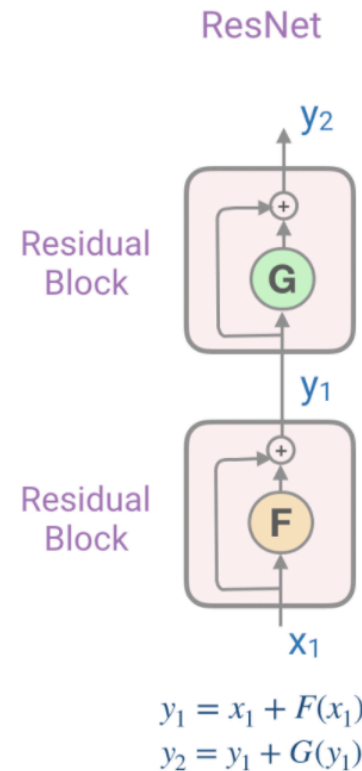 ResNet
y₂
+
Residual
Block
G
y₁
+
Residual
Block
F
x₁
y₁ = x₁ + F(x₁)
y₂ = y₁ + G(y₁)